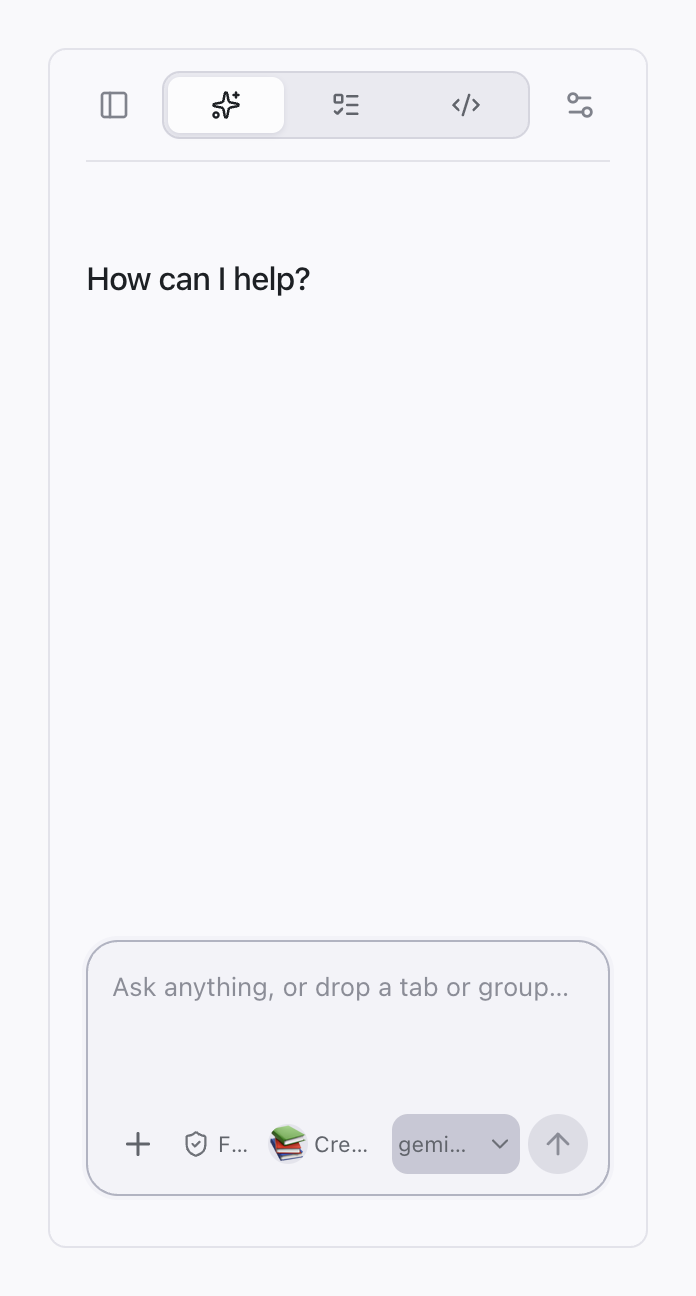 How can I help?
Ask anything, or drop a tab or group...
F... Cre... gemi...